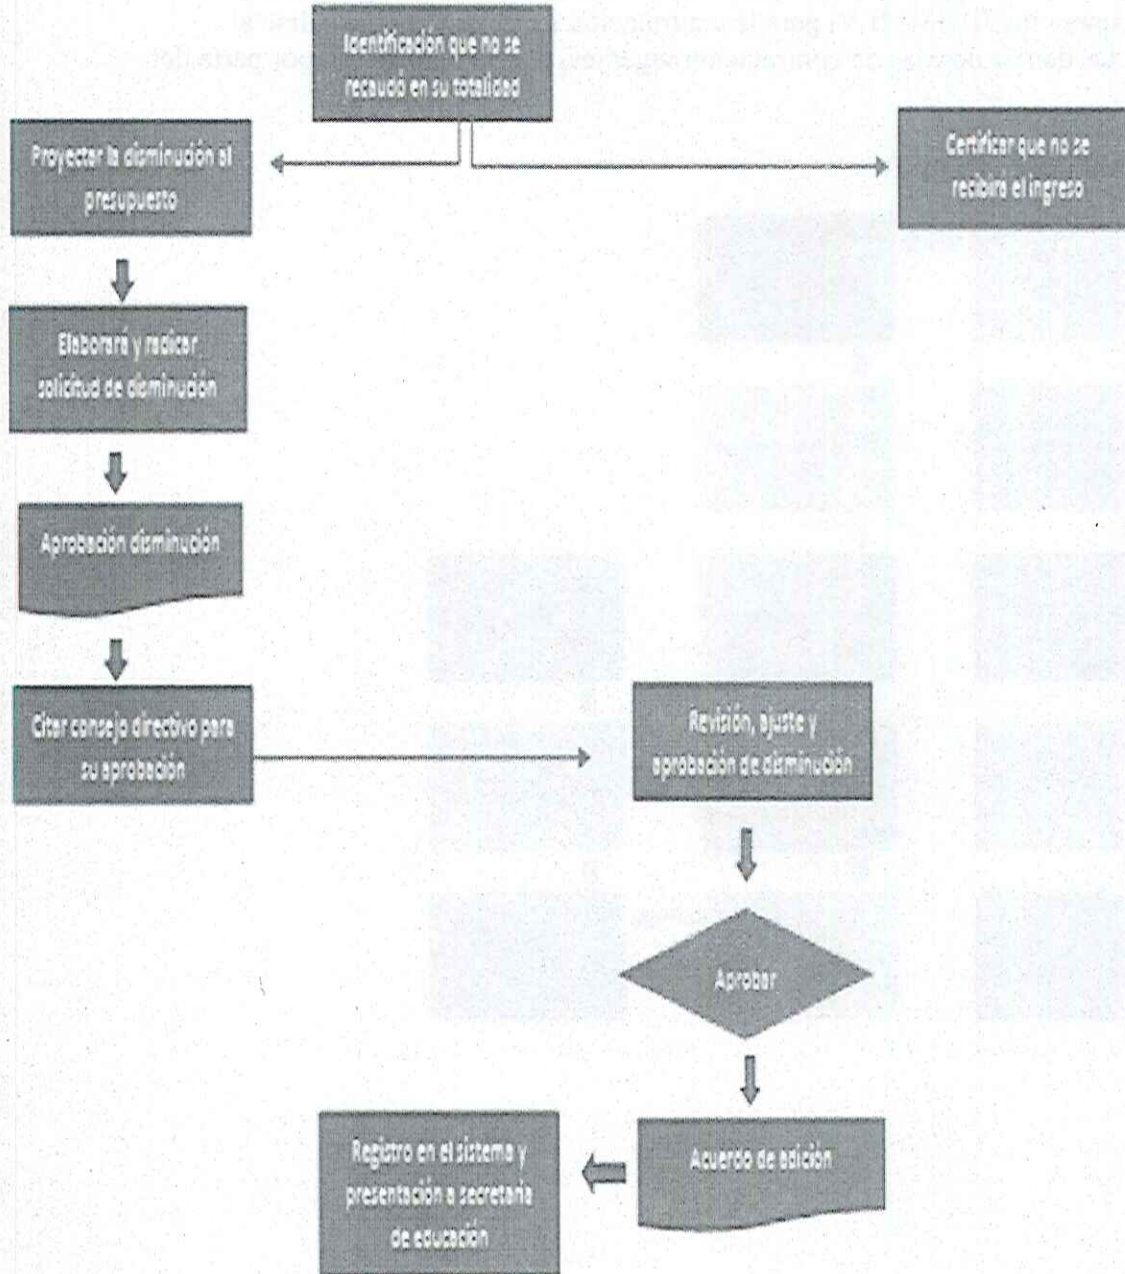 Identificación que no se
recaudó en su totalidad
Proyectar la disminución al
presupuesto
Certificar que no se
recibirá el ingreso
Elaborará y radicar
solicitud de disminución
Aprobación disminución
Citar consejo directivo para
su aprobación
Revisión, ajuste y
aprobación de disminución
Aprobar
Acuerdo de adición
Registro en el sistema y
presentación a secretaria
de educación